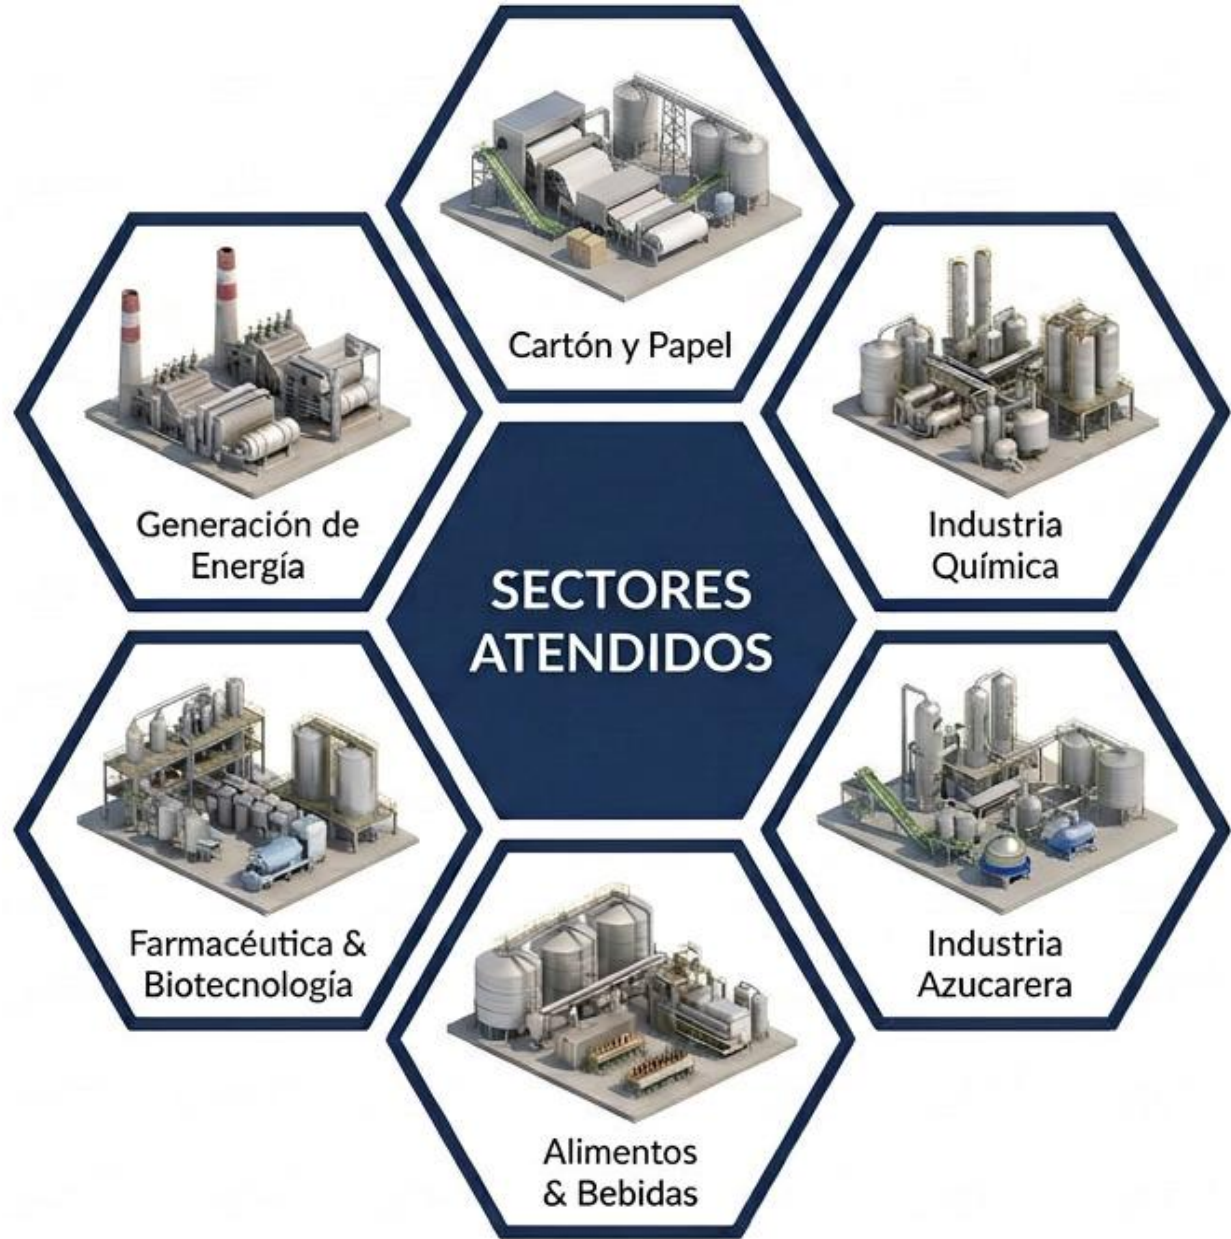 Cartón y Papel
Generación de
Energía
Industria
Química
SECTORES
ATENDIDOS
Farmacéutica &
Biotecnología
Industria
Azucarera
Alimentos
& Bebidas